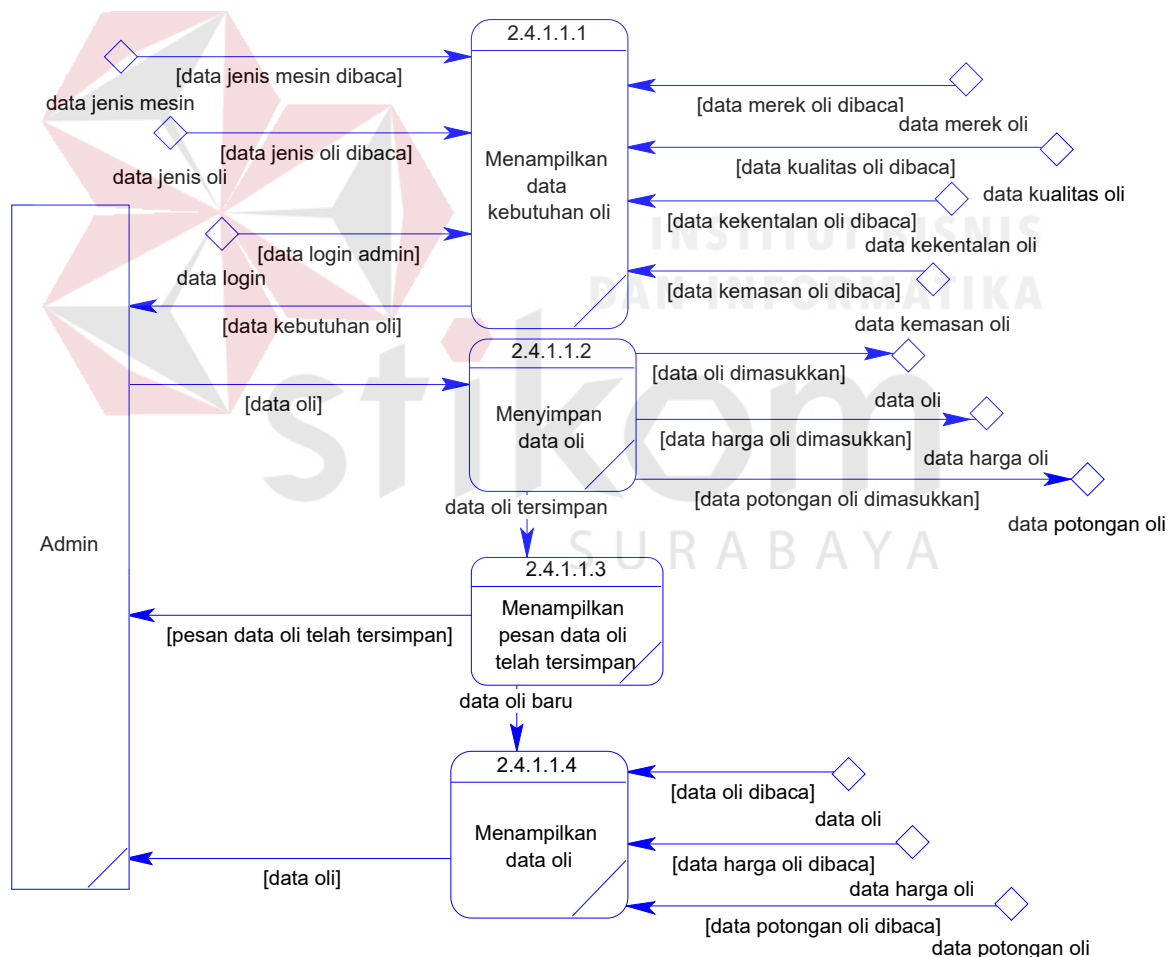 2.4.1.1.1
[data jenis mesin dibaca]
data jenis mesin
[data merek oli dibaca]
data merek oli
[data jenis oli dibaca]
data jenis oli
Menampilkan
data
kebutuhan oli
[data kualitas oli dibaca]
data kualitas oli
[data kekentalan oli dibaca]
data kekentalan oli
[data login admin]
data login
[data kemasan oli dibaca]
data kemasan oli
[data kebutuhan oli]
INSTITUT BISNIS
DAN INFORMATIKA
stikom
SURABAYA
2.4.1.1.2
[data oli dimasukkan]
data oli
[data oli]
Menyimpan
data oli
[data harga oli dimasukkan]
data harga oli
[data potongan oli dimasukkan]
data potongan oli
data oli tersimpan
Admin
2.4.1.1.3
Menampilkan
pesan data oli
telah tersimpan
[pesan data oli telah tersimpan]
data oli baru
2.4.1.1.4
[data oli dibaca]
data oli
Menampilkan
data oli
[data harga oli dibaca]
data harga oli
[data oli]
[data potongan oli dibaca]
data potongan oli